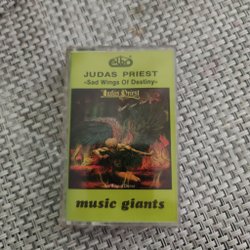 JUDAS PRIEST
«Sad Wings Of Destiny»
Judas Priest
music giants